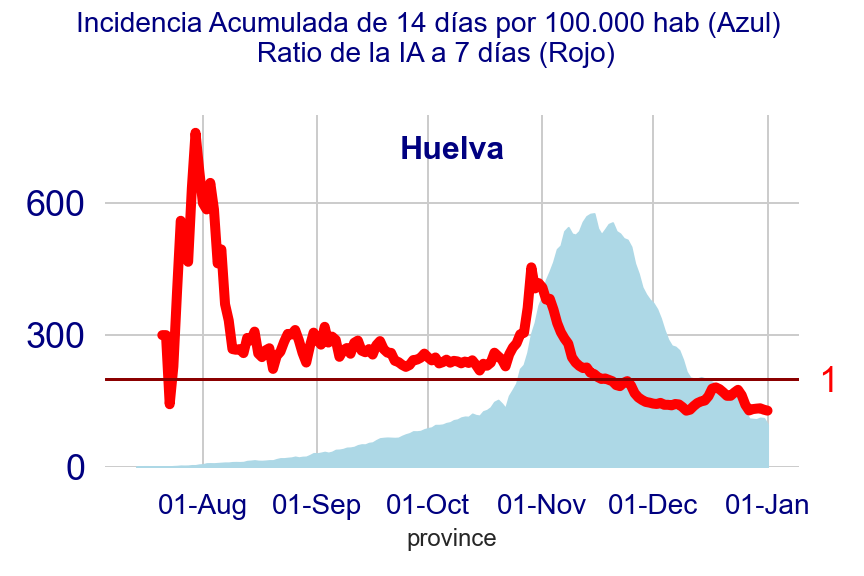 Incidencia Acumulada de 14 días por 100.000 hab (Azul)
Ratio de la IA a 7 días (Rojo)
Huelva
600
300
1
0
01-Aug 01-Sep 01-Oct 01-Nov 01-Dec 01-Jan
province